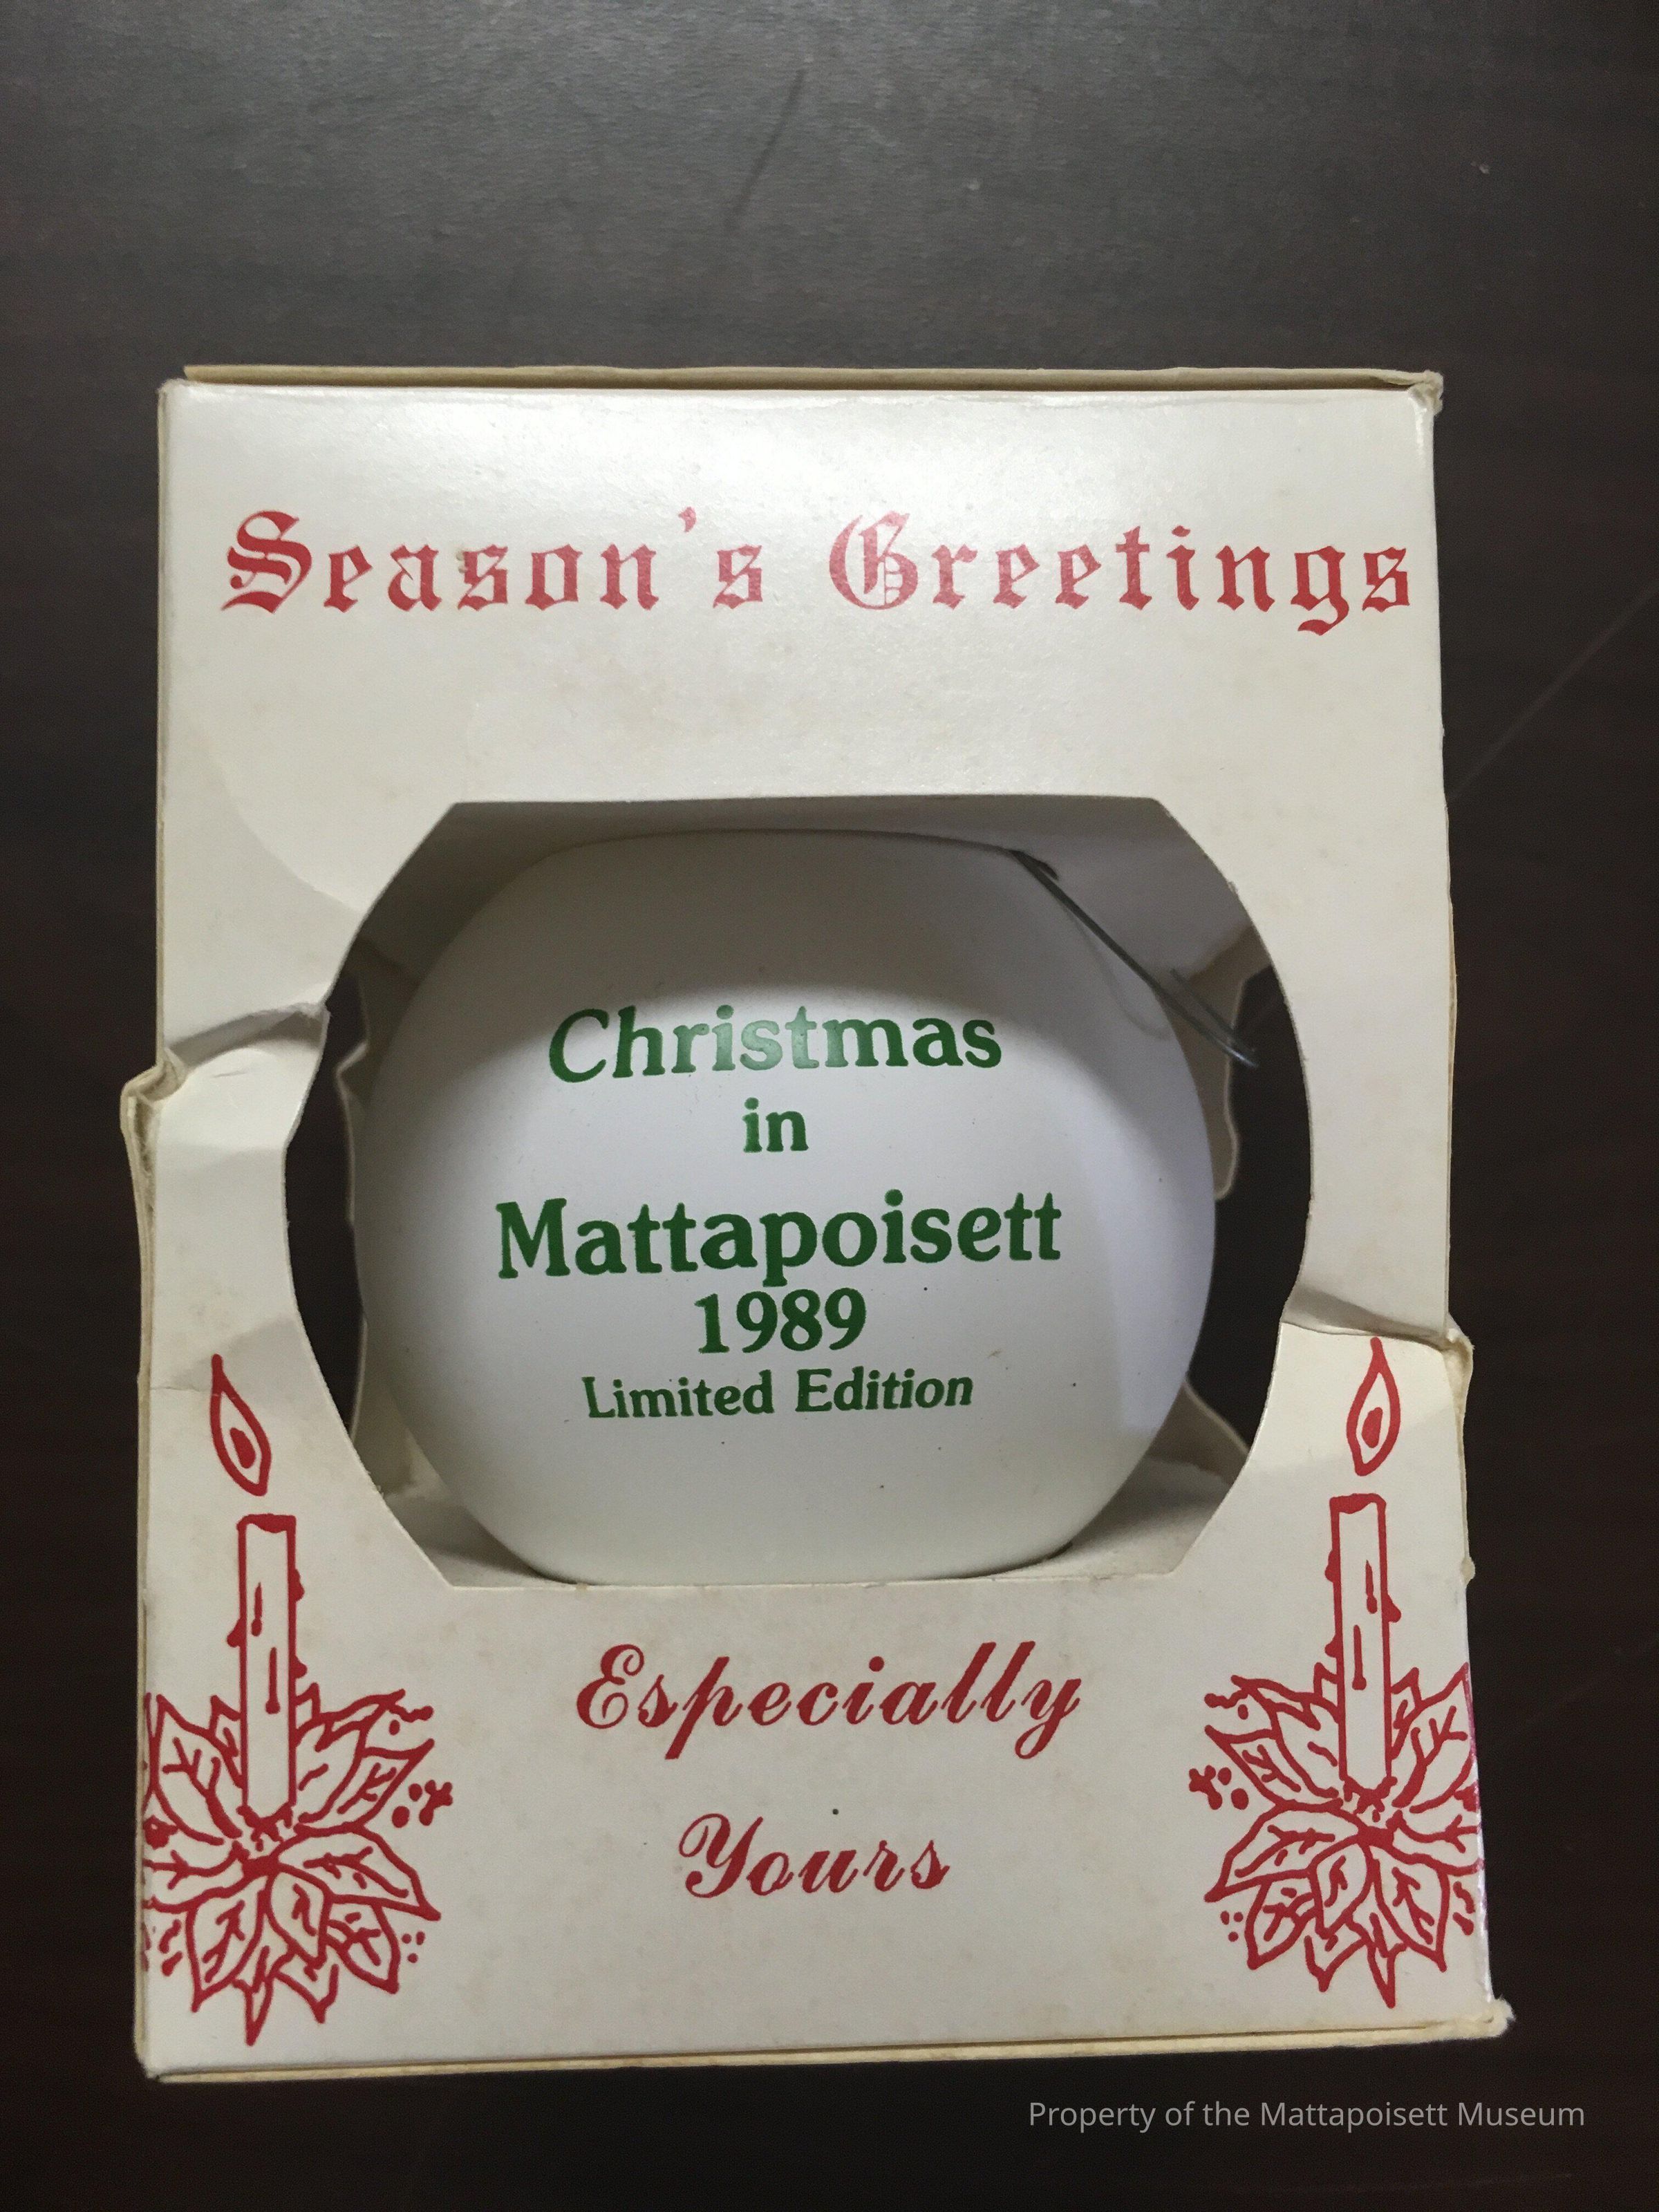 Season's Greetings
Christmas
in
Mattapoisett
1989
Limited Edition
Especially
Yours
Property of the Mattapoisett Museum